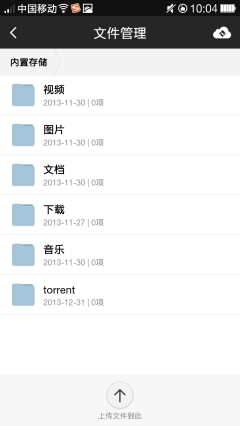 中国移动 10:04
文件管理
内置存储
视频
2013-11-30 | 0项
图片
2013-11-30 | 0项
文档
2013-11-30 | 0项
下载
2013-11-27 | 0项
音乐
2013-11-30 | 0项
torrent
2013-12-31 | 0项
上传文件到此